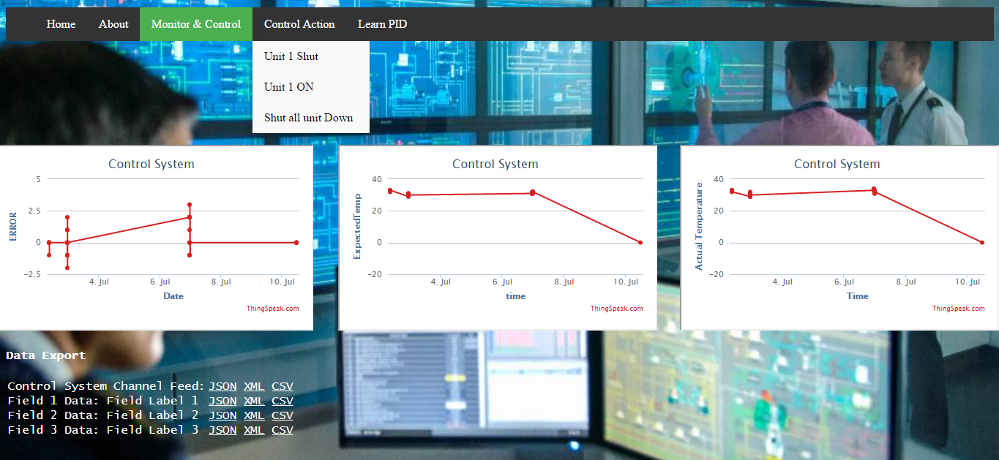 Home About Monitor & Control Control Action Learn PID
Unit 1 Shut
Unit 1 ON
Shut all unit Down
Control System
5
2.5
0
−2.5
ERROR
4. Jul 6. Jul 8. Jul 10. Jul
Date
ThingSpeak.com
Control System
40
20
0
−20
ExpectedTemp
4. Jul 6. Jul 8. Jul 10. Jul
time
ThingSpeak.com
Control System
40
20
0
−20
Actual Temperature
4. Jul 6. Jul 8. Jul 10. Jul
Time
ThingSpeak.com
Data Export
Control System Channel Feed: JSON XML CSV
Field 1 Data: Field Label 1 JSON XML CSV
Field 2 Data: Field Label 2 JSON XML CSV
Field 3 Data: Field Label 3 JSON XML CSV